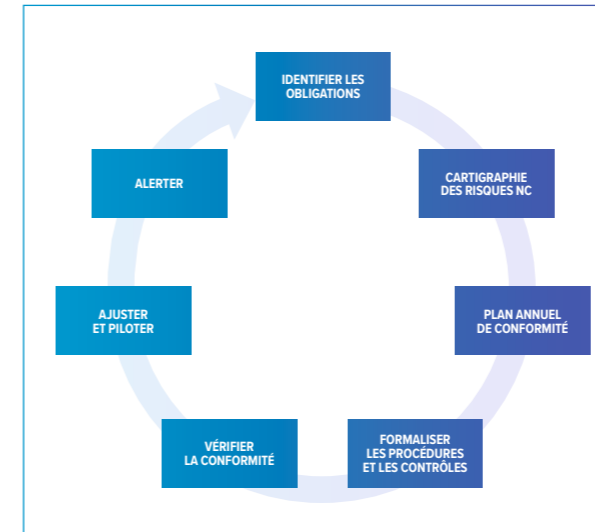 IDENTIFIER LES
OBLIGATIONS
CARTIGRAPHIE
DES RISQUES NC
PLAN ANNUEL
DE CONFORMITÉ
FORMALISER
LES PROCÉDURES
ET LES CONTRÔLES
VÉRIFIER
LA CONFORMITÉ
AJUSTER
ET PILOTER
ALERTER